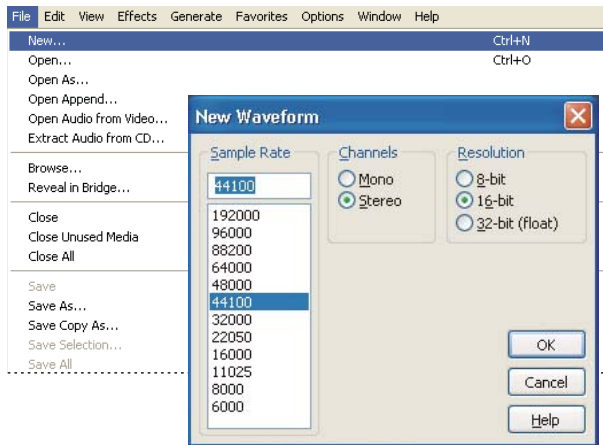 File Edit View Effects Generate Favorites Options Window Help
New... Ctrl+N
Open... Ctrl+O
Open As...
Open Append...
Open Audio from Video...
Extract Audio from CD...
Browse...
Reveal in Bridge...
Close
Close Unused Media
Close All
Save
Save As...
Save Copy As...
Save Selection...
Save All
New Waveform
Sample Rate
44100
192000
96000
88200
64000
48000
44100
32000
22050
16000
11025
8000
6000
Channels
Mono
Stereo
Resolution
8-bit
16-bit
32-bit (float)
OK
Cancel
Help